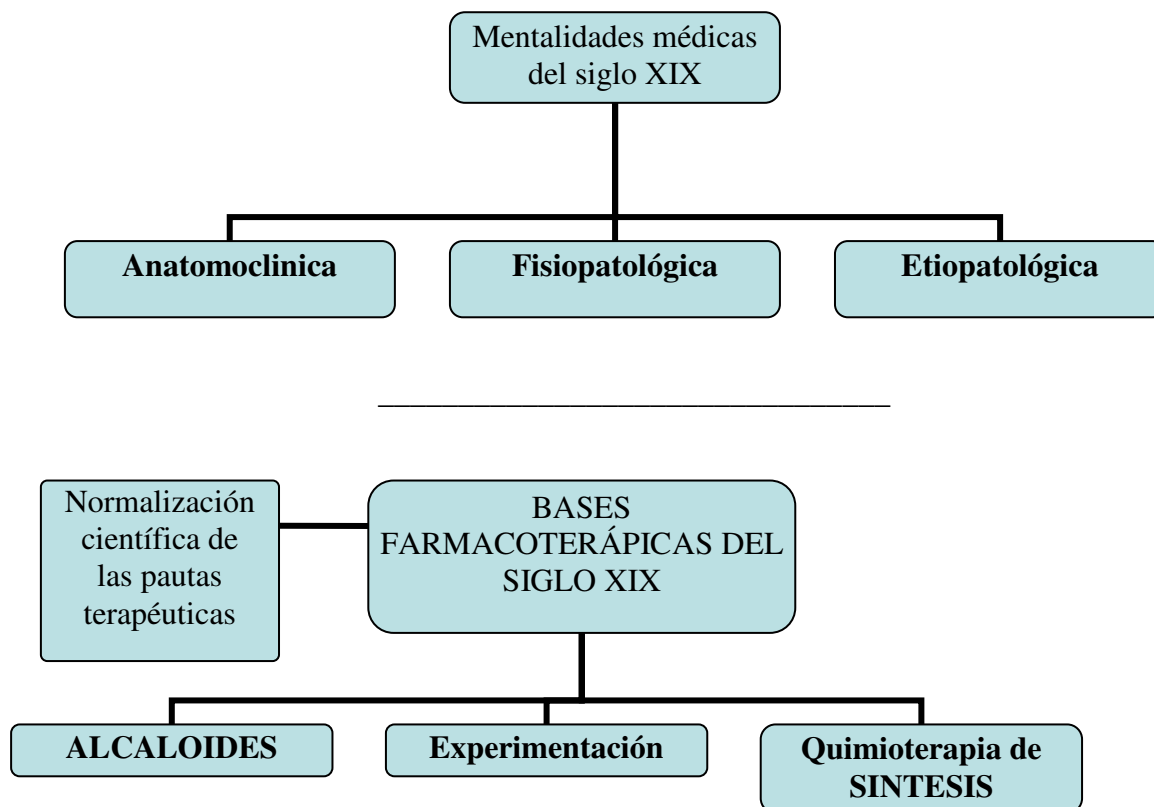 Mentalidades médicas
del siglo XIX
Anatomoclinica
Fisiopatológica
Etiopatológica
Normalización
científica de
las pautas
terapéuticas
BASES
FARMACOTERÁPICAS DEL
SIGLO XIX
ALCALOIDES
Experimentación
Quimioterapia de
SINTESIS